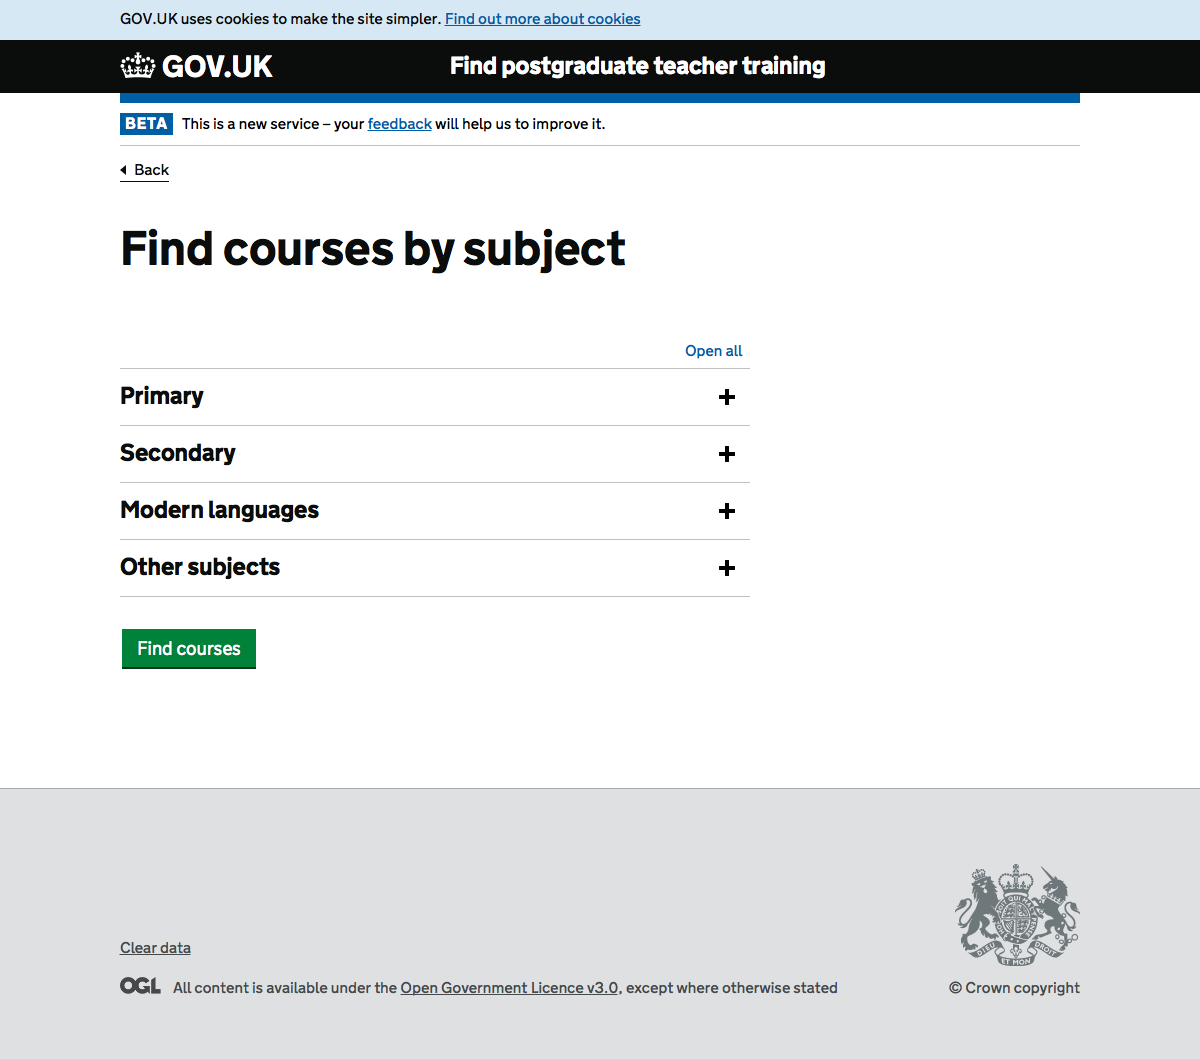 GOV.UK uses cookies to make the site simpler. Find out more about cookies
GOV.UK
Find postgraduate teacher training
BETA This is a new service – your feedback will help us to improve it.
Back
Find courses by subject
Open all
Primary
Secondary
Modern languages
Other subjects
Find courses
DIEU ET MON DROIT
Clear data
OGL All content is available under the Open Government Licence v3.0, except where otherwise stated
© Crown copyright